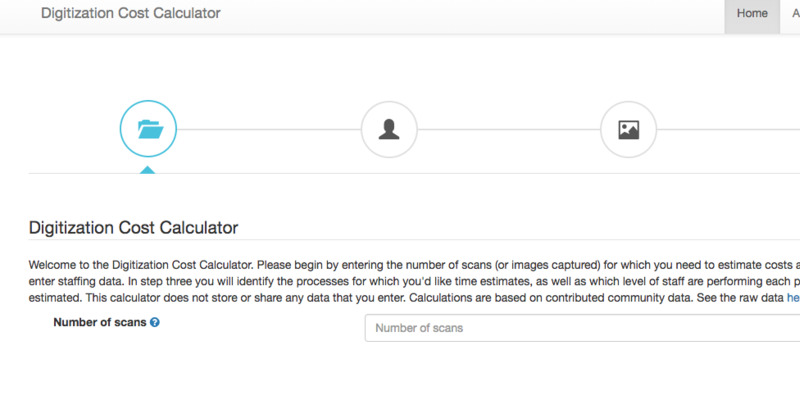 Digitization Cost Calculator
Home
A
Digitization Cost Calculator
Welcome to the Digitization Cost Calculator. Please begin by entering the number of scans (or images captured) for which you need to estimate costs a
enter staffing data. In step three you will identify the processes for which you'd like time estimates, as well as which level of staff are performing each p
estimated. This calculator does not store or share any data that you enter. Calculations are based on contributed community data. See the raw data he
Number of scans ?
Number of scans